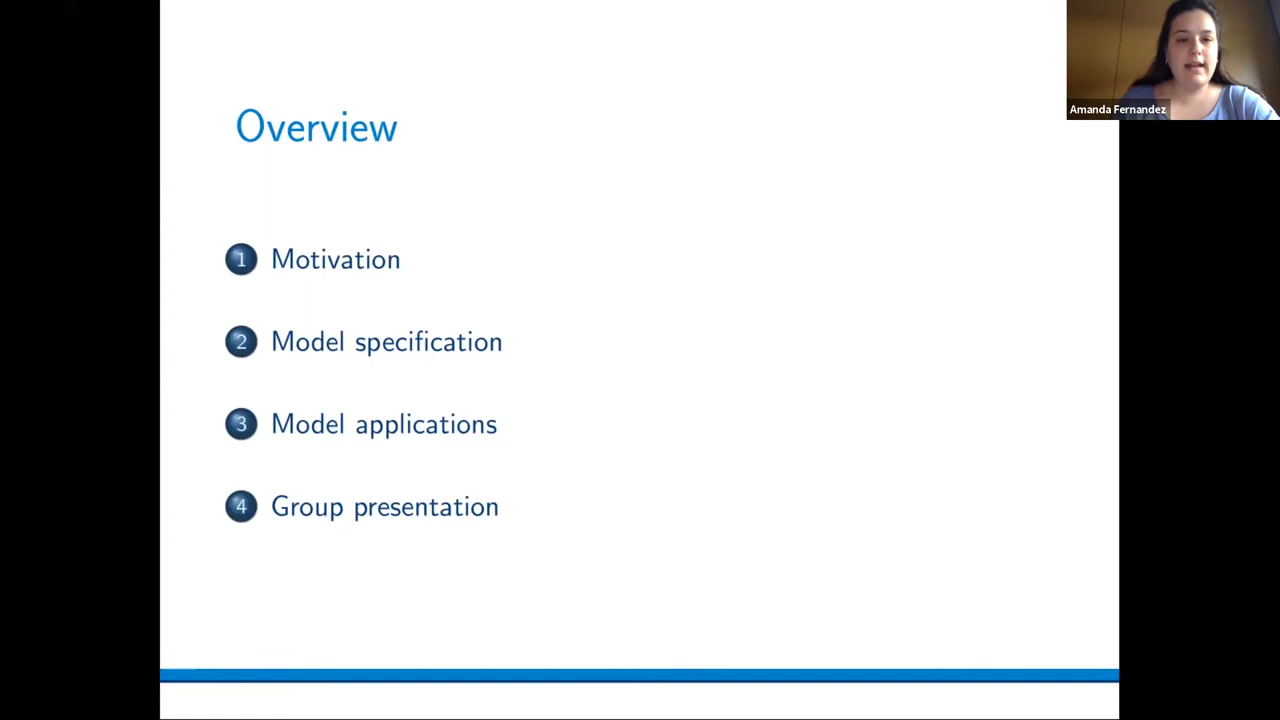 Overview
1 Motivation
2 Model specification
3 Model applications
4 Group presentation
Amanda Fernandez